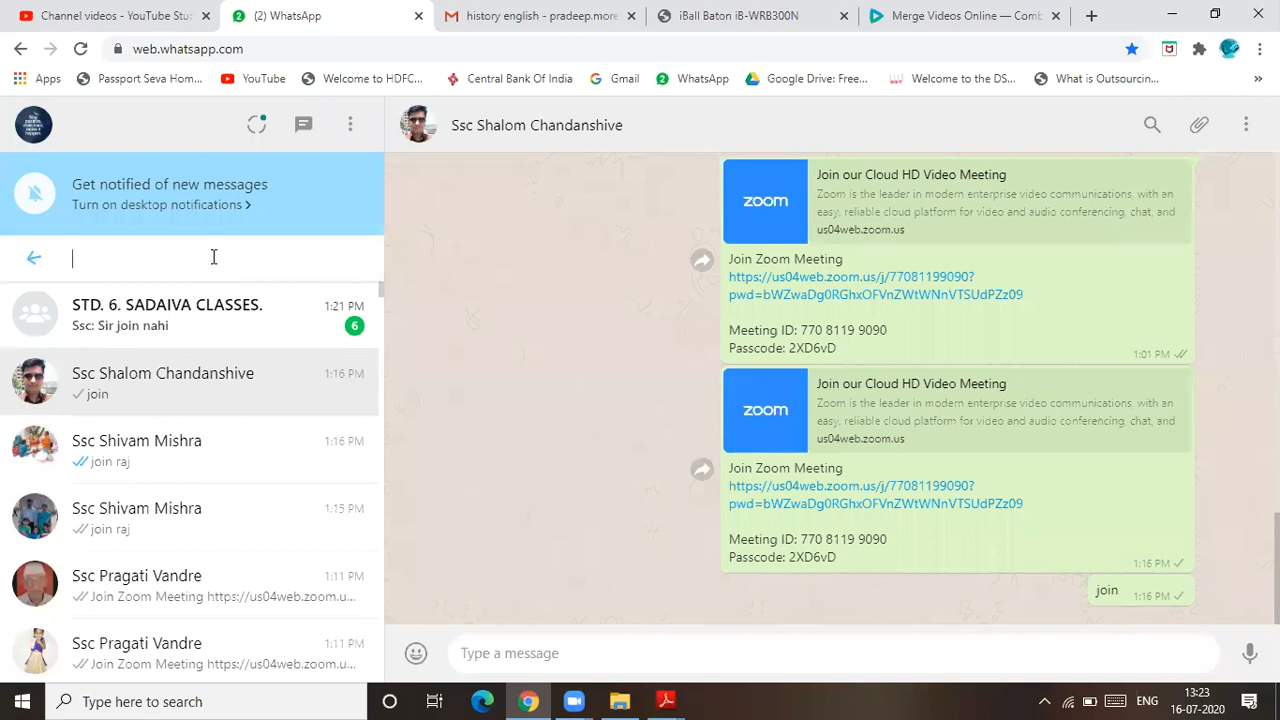 Channel videos - YouTube Stu
(2) WhatsApp
history english - pradeep.more
iBall Baton i8-WRB300N
Merge Videos Online — Comb
web.whatsapp.com
Apps
Passport Seva Hom...
YouTube
Welcome to HDFC...
Central Bank Of India
Gmail
WhatsApp
Google Drive: Free...
Welcome to the DS...
What is Outsourcin...
Ssc Shalom Chandanshive
Get notified of new messages
Turn on desktop notifications >
STD. 6. SADAIVA CLASSES.
1:21 PM
Ssc: Sir join nahi
6
Ssc Shalom Chandanshive
1:16 PM
join
Ssc Shivam Mishra
1:16 PM
join raj
Ssc Shivam Mishra
1:15 PM
join raj
Ssc Pragati Vandre
1:11 PM
Join Zoom Meeting https://us04web.zoom.u...
Ssc Pragati Vandre
1:11 PM
Join Zoom Meeting https://us04web.zoom.u...
zoom
Join our Cloud HD Video Meeting
Zoom is the leader in modern enterprise video communications, with an
easy, reliable cloud platform for video and audio conferencing, chat, and
us04web.zoom.us
Join Zoom Meeting
https://us04web.zoom.us/j/77081199090?
pwd=bWZwaDg0RGhxOFVnZWtWNnVTSUdPZz09
Meeting ID: 770 8119 9090
Passcode: 2XD6vD
1:01 PM
zoom
Join our Cloud HD Video Meeting
Zoom is the leader in modern enterprise video communications, with an
easy, reliable cloud platform for video and audio conferencing, chat, and
us04web.zoom.us
Join Zoom Meeting
https://us04web.zoom.us/j/77081199090?
pwd=bWZwaDg0RGhxOFVnZWtWNnVTSUdPZz09
Meeting ID: 770 8119 9090
Passcode: 2XD6vD
1:16 PM
join
1:16 PM
Type a message
Type here to search
ENG
13:23
16-07-2020